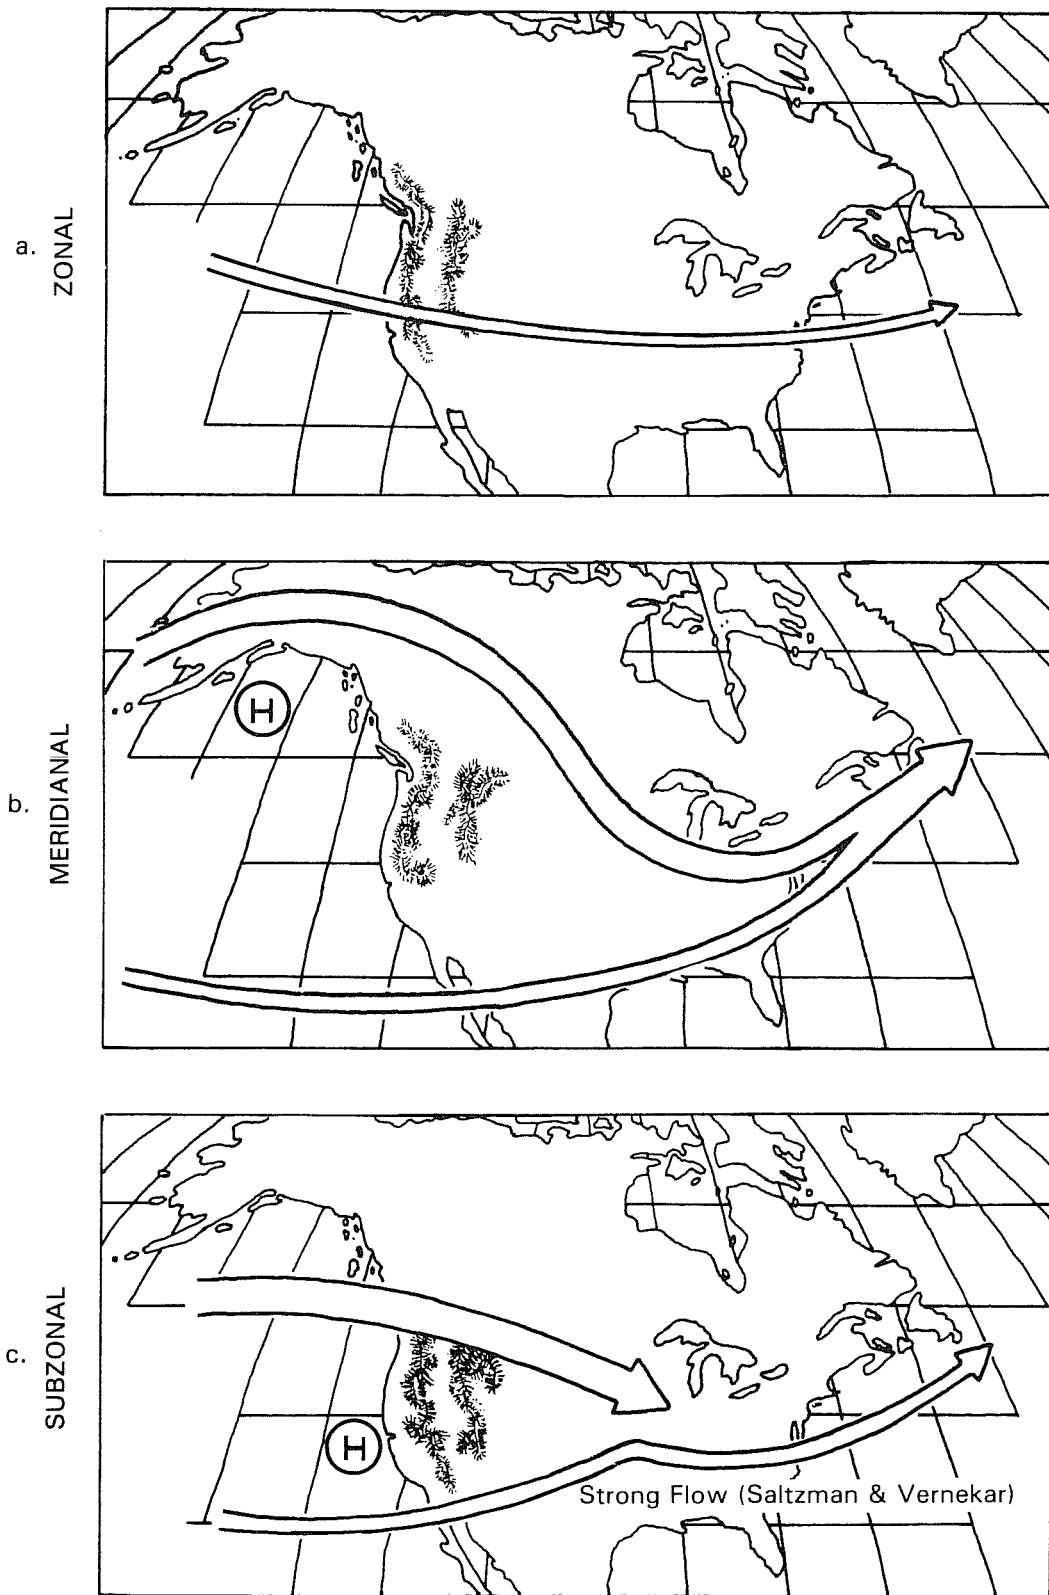 a.
ZONAL
b.
MERIDIANAL
H
c.
SUBZONAL
H
Strong Flow (Saltzman & Vernekar)